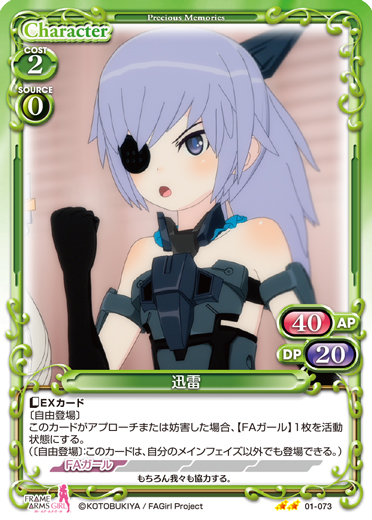 Precious Memories
Character
COST
2
SOURCE
0
40 AP
DP 20
迅雷
EXカード
［自由登場］
このカードがアプローチまたは妨害した場合、【FAガール】1枚を活動
状態にする。
（［自由登場］：このカードは、自分のメインフェイズ以外でも登場できる。）
FAガール
もちろん我々も協力する。
FRAME
ARMS GIRL
©KOTOBUKIYA / FAGirl Project
01-073